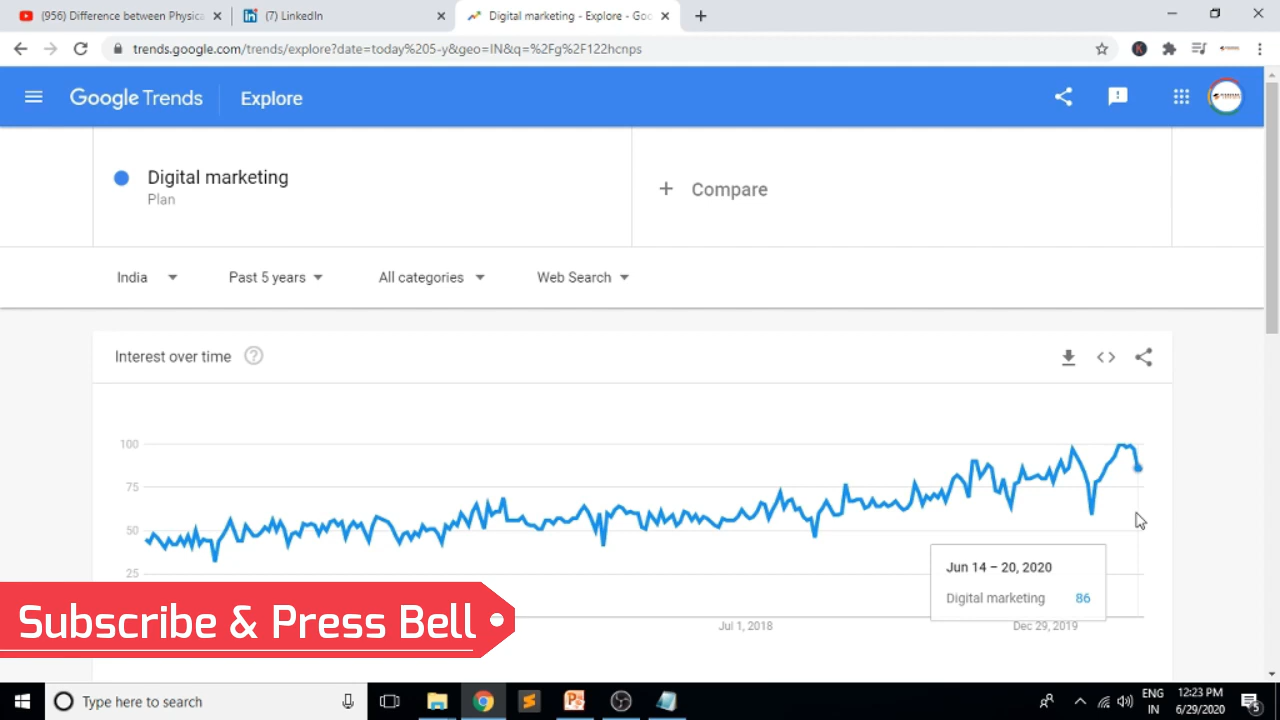 (956) Difference between Physica
(7) LinkedIn
Digital marketing - Explore - Goo
trends.google.com/trends/explore?date=today%205-y&geo=IN&q=%2Fg%2F122hcnps
K
Google Trends
Explore
Digital marketing
Plan
+ Compare
India
Past 5 years
All categories
Web Search
Interest over time
?
100
75
50
25
Jun 14 – 20, 2020
Digital marketing 86
Jul 1, 2018
Dec 29, 2019
Subscribe & Press Bell
Type here to search
ENG
IN
12:23 PM
6/29/2020
5